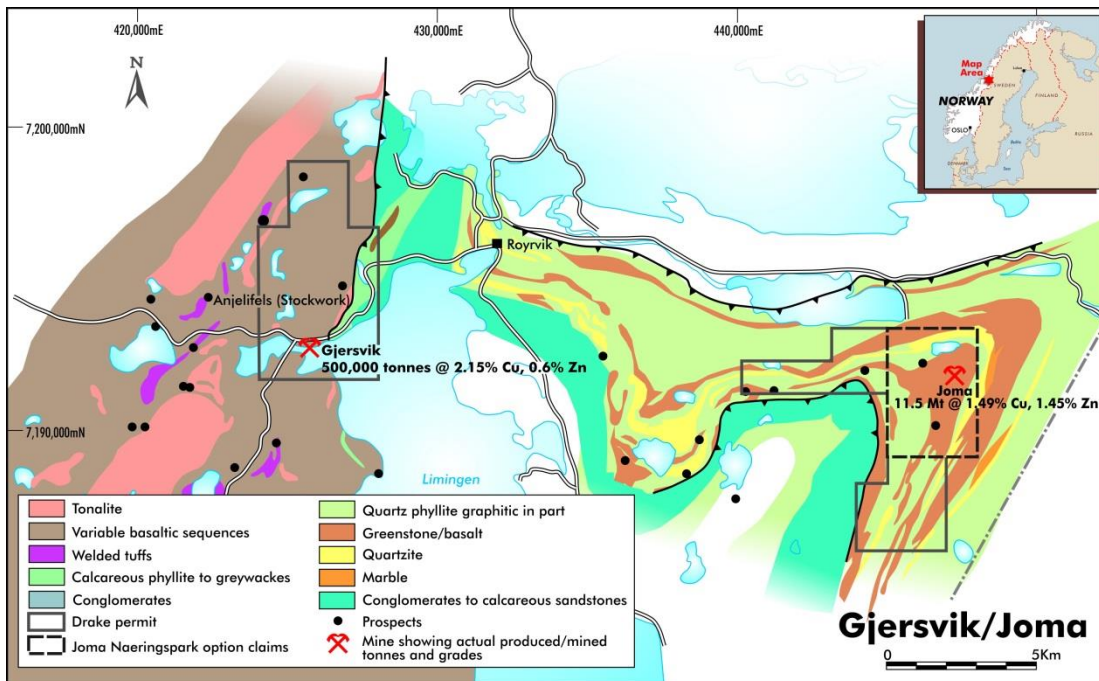 420,000mE
430,000mE
440,000mE
N
7,200,000mN
7,190,000mN
Map
Area
NORWAY
SWEDEN
FINLAND
RUSSIA
OSLO
DENMARK
Royrvik
Anjelifels (Stockwork)
Gjersvik
500,000 tonnes @ 2.15% Cu, 0.6% Zn
Joma
11.5 Mt @ 1.49% Cu, 1.45% Zn
Limingen
Tonalite
Variable basaltic sequences
Welded tuffs
Calcareous phyllite to greywackes
Conglomerates
Drake permit
Joma Naeringspark option claims
Quartz phyllite graphitic in part
Greenstone/basalt
Quartzite
Marble
Conglomerates to calcareous sandstones
Prospects
Mine showing actual produced/mined
tonnes and grades
Gjersvik/Joma
0
5Km